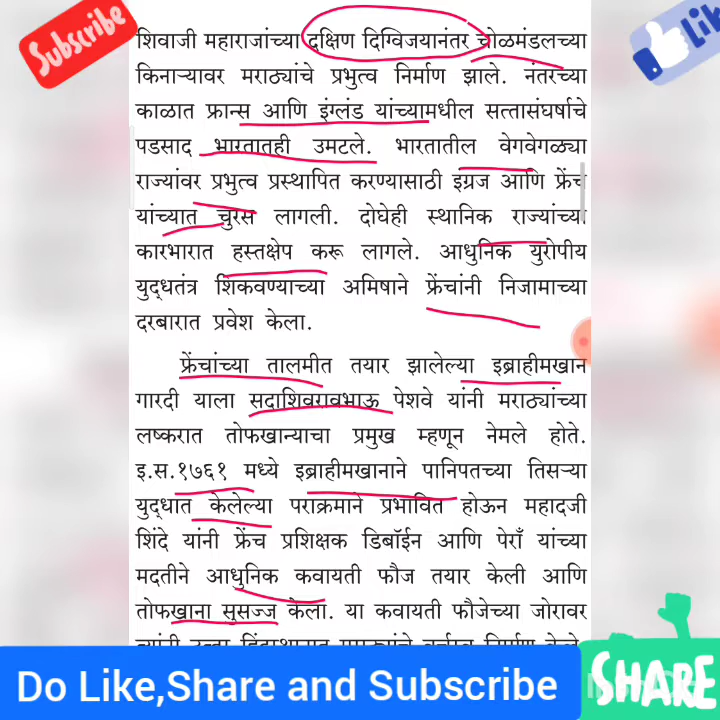 Subscribe
Like
शिवाजी महाराजांच्या दक्षिण दिग्विजयानंतर चोळमंडलच्या
किनाऱ्यावर मराठ्यांचे प्रभुत्व निर्माण झाले. नंतरच्या
काळात फ्रान्स आणि इंग्लंड यांच्यामधील सत्तासंघर्षाचे
पडसाद भारतातही उमटले. भारतातील वेगवेगळ्या
राज्यांवर प्रभुत्व प्रस्थापित करण्यासाठी इंग्रज आणि फ्रेंच
यांच्यात चुरस लागली. दोघेही स्थानिक राज्यांच्या
कारभारात हस्तक्षेप करू लागले. आधुनिक युरोपीय
युद्धतंत्र शिकवण्याच्या अमिषाने फ्रेंचांनी निजामाच्या
दरबारात प्रवेश केला.
फ्रेंचांच्या तालमीत तयार झालेल्या इब्राहीमखान
गारदी याला सदाशिवरावभाऊ पेशवे यांनी मराठ्यांच्या
लष्करात तोफखान्याचा प्रमुख म्हणून नेमले होते.
इ.स.१७६१ मध्ये इब्राहीमखानाने पानिपतच्या तिसऱ्या
युद्धात केलेल्या पराक्रमाने प्रभावित होऊन महादजी
शिंदे यांनी फ्रेंच प्रशिक्षक डिबॉईन आणि पेराँ यांच्या
मदतीने आधुनिक कवायती फौज तयार केली आणि
तोफखाना सुसज्ज केला. या कवायती फौजेच्या जोरावर
Do Like,Share and Subscribe
SHARE